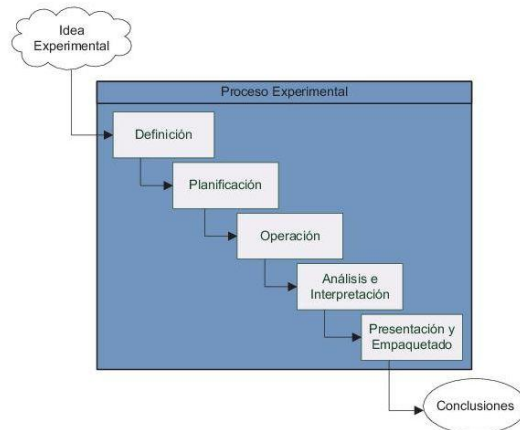 Idea
Experimental
Proceso Experimental
Definición
Planificación
Operación
Análisis e
Interpretación
Presentación y
Empaquetado
Conclusiones